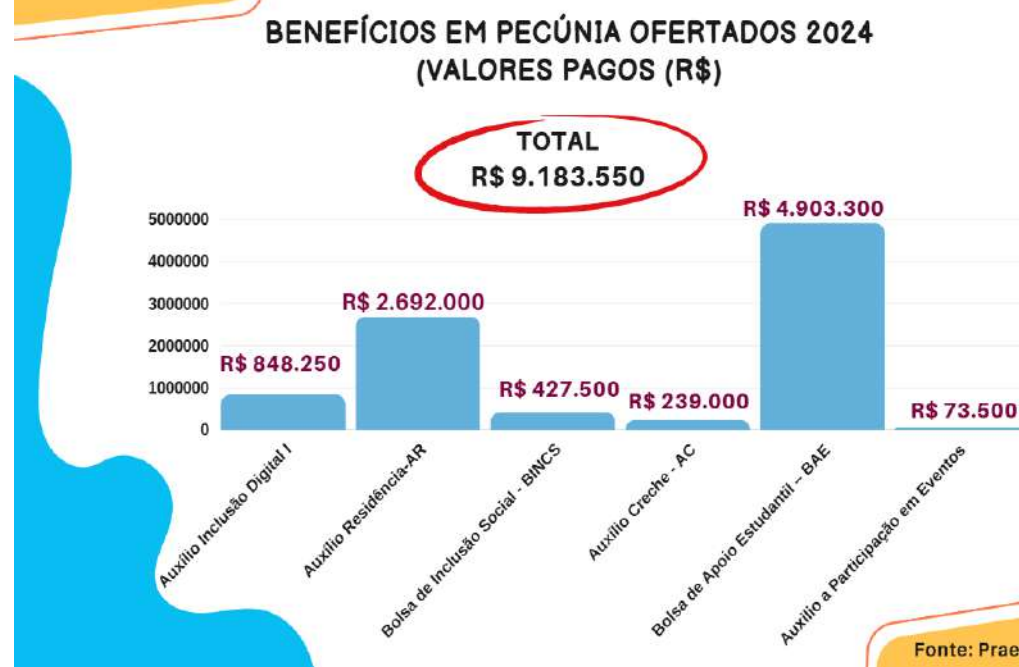 BENEFÍCIOS EM PECÚNIA OFERTADOS 2024
(VALORES PAGOS (R$)
TOTAL
R$ 9.183.550
5000000
4000000
3000000
2000000
1000000
0
R$ 848.250
R$ 2.692.000
R$ 427.500
R$ 239.000
R$ 4.903.300
R$ 73.500
Auxílio Inclusão Digital I
Auxílio Residência-AR
Bolsa de Inclusão Social - BINCS
Auxílio Creche - AC
Bolsa de Apoio Estudantil – BAE
Auxílio a Participação em Eventos
Fonte: Prae